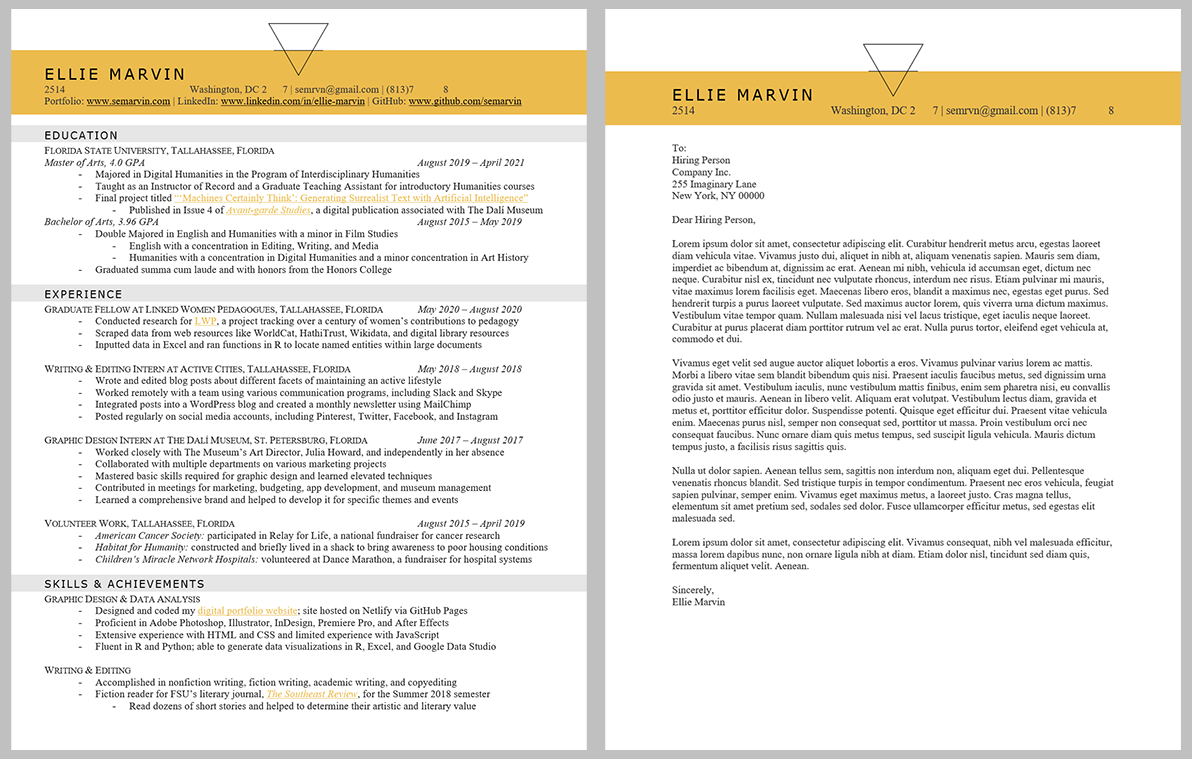 ELLIE MARVIN
2514 Washington, DC 2 7 | semrvn@gmail.com | (813)7 8
Portfolio: www.semarvin.com | LinkedIn: www.linkedin.com/in/ellie-marvin | GitHub: www.github.com/semarvin
EDUCATION
FLORIDA STATE UNIVERSITY, TALLAHASSEE, FLORIDA
Master of Arts, 4.0 GPA August 2019 – April 2021
- Majored in Digital Humanities in the Program of Interdisciplinary Humanities
- Taught as an Instructor of Record and a Graduate Teaching Assistant for introductory Humanities courses
- Final project titled "'Machines Certainly Think': Generating Surrealist Text with Artificial Intelligence"
- Published in Issue 4 of Avant-garde Studies, a digital publication associated with The Dalí Museum
Bachelor of Arts, 3.96 GPA August 2015 – May 2019
- Double Majored in English and Humanities with a minor in Film Studies
- English with a concentration in Editing, Writing, and Media
- Humanities with a concentration in Digital Humanities and a minor concentration in Art History
- Graduated summa cum laude and with honors from the Honors College
EXPERIENCE
GRADUATE FELLOW AT LINKED WOMEN PEDAGOGUES, TALLAHASSEE, FLORIDA May 2020 – August 2020
- Conducted research for LWP, a project tracking over a century of women's contributions to pedagogy
- Scraped data from web resources like WorldCat, HathiTrust, Wikidata, and digital library resources
- Inputted data in Excel and ran functions in R to locate named entities within large documents
WRITING & EDITING INTERN AT ACTIVE CITIES, TALLAHASSEE, FLORIDA May 2018 – August 2018
- Wrote and edited blog posts about different facets of maintaining an active lifestyle
- Worked remotely with a team using various communication programs, including Slack and Skype
- Integrated posts into a WordPress blog and created a monthly newsletter using MailChimp
- Posted regularly on social media accounts, including Pinterest, Twitter, Facebook, and Instagram
GRAPHIC DESIGN INTERN AT THE DALÍ MUSEUM, ST. PETERSBURG, FLORIDA June 2017 – August 2017
- Worked closely with The Museum's Art Director, Julia Howard, and independently in her absence
- Collaborated with multiple departments on various marketing projects
- Mastered basic skills required for graphic design and learned elevated techniques
- Contributed in meetings for marketing, budgeting, app development, and museum management
- Learned a comprehensive brand and helped to develop it for specific themes and events
VOLUNTEER WORK, TALLAHASSEE, FLORIDA August 2015 – April 2019
- American Cancer Society: participated in Relay for Life, a national fundraiser for cancer research
- Habitat for Humanity: constructed and briefly lived in a shack to bring awareness to poor housing conditions
- Children's Miracle Network Hospitals: volunteered at Dance Marathon, a fundraiser for hospital systems
SKILLS & ACHIEVEMENTS
GRAPHIC DESIGN & DATA ANALYSIS
- Designed and coded my digital portfolio website; site hosted on Netlify via GitHub Pages
- Proficient in Adobe Photoshop, Illustrator, InDesign, Premiere Pro, and After Effects
- Extensive experience with HTML and CSS and limited experience with JavaScript
- Fluent in R and Python; able to generate data visualizations in R, Excel, and Google Data Studio
WRITING & EDITING
- Accomplished in nonfiction writing, fiction writing, academic writing, and copyediting
- Fiction reader for FSU's literary journal, The Southeast Review, for the Summer 2018 semester
- Read dozens of short stories and helped to determine their artistic and literary value
ELLIE MARVIN
2514 Washington, DC 2 7 | semrvn@gmail.com | (813)7 8
To:
Hiring Person
Company Inc.
255 Imaginary Lane
New York, NY 00000
Dear Hiring Person,
Lorem ipsum dolor sit amet, consectetur adipiscing elit. Curabitur hendrerit metus arcu, egestas laoreet
diam vehicula vitae. Vivamus justo dui, aliquet in nibh at, aliquam venenatis sapien. Mauris sem diam,
imperdiet ac bibendum at, dignissim ac erat. Aenean mi nibh, vehicula id accumsan eget, dictum nec
neque. Curabitur nisl ex, tincidunt nec vulputate rhoncus, interdum nec risus. Etiam pulvinar mi mauris,
vitae maximus lorem facilisis eget. Maecenas libero eros, blandit a maximus nec, egestas eget purus. Sed
hendrerit turpis a purus laoreet vulputate. Sed maximus auctor lorem, quis viverra urna dictum maximus.
Vestibulum vitae tempor quam. Nullam malesuada nisi vel lacus tristique, eget iaculis neque laoreet.
Curabitur at purus placerat diam porttitor rutrum vel ac erat. Nulla purus tortor, eleifend eget vehicula at,
commodo et dui.
Vivamus eget velit sed augue auctor aliquet lobortis a eros. Vivamus pulvinar varius lorem ac mattis.
Morbi a libero vitae sem blandit bibendum quis nisi. Praesent iaculis faucibus metus, sed dignissim urna
gravida sit amet. Vestibulum iaculis, nunc vestibulum mattis finibus, enim sem pharetra nisi, eu convallis
odio justo et mauris. Aenean in libero velit. Aliquam erat volutpat. Vestibulum lectus diam, gravida et
metus et, porttitor efficitur dolor. Suspendisse potenti. Quisque eget efficitur dui. Praesent vitae vehicula
enim. Maecenas purus nisl, semper non consequat sed, porttitor ut massa. Proin vestibulum orci nec
consequat faucibus. Nunc ornare diam quis metus tempus, sed suscipit ligula vehicula. Mauris dictum
tempus justo, a facilisis risus sagittis quis.
Nulla ut dolor sapien. Aenean tellus sem, sagittis non interdum non, aliquam eget dui. Pellentesque
venenatis rhoncus blandit. Sed tristique turpis in tempor condimentum. Praesent nec eros vehicula, feugiat
sapien pulvinar, semper enim. Vivamus eget maximus metus, a laoreet justo. Cras magna tellus,
elementum sit amet pretium sed, sodales sed dolor. Fusce ullamcorper efficitur metus, sed egestas elit
malesuada sed.
Lorem ipsum dolor sit amet, consectetur adipiscing elit. Vivamus consequat, nibh vel malesuada efficitur,
massa lorem dapibus nunc, non ornare ligula nibh at diam. Etiam dolor nisl, tincidunt sed diam quis,
fermentum aliquet velit. Aenean.
Sincerely,
Ellie Marvin